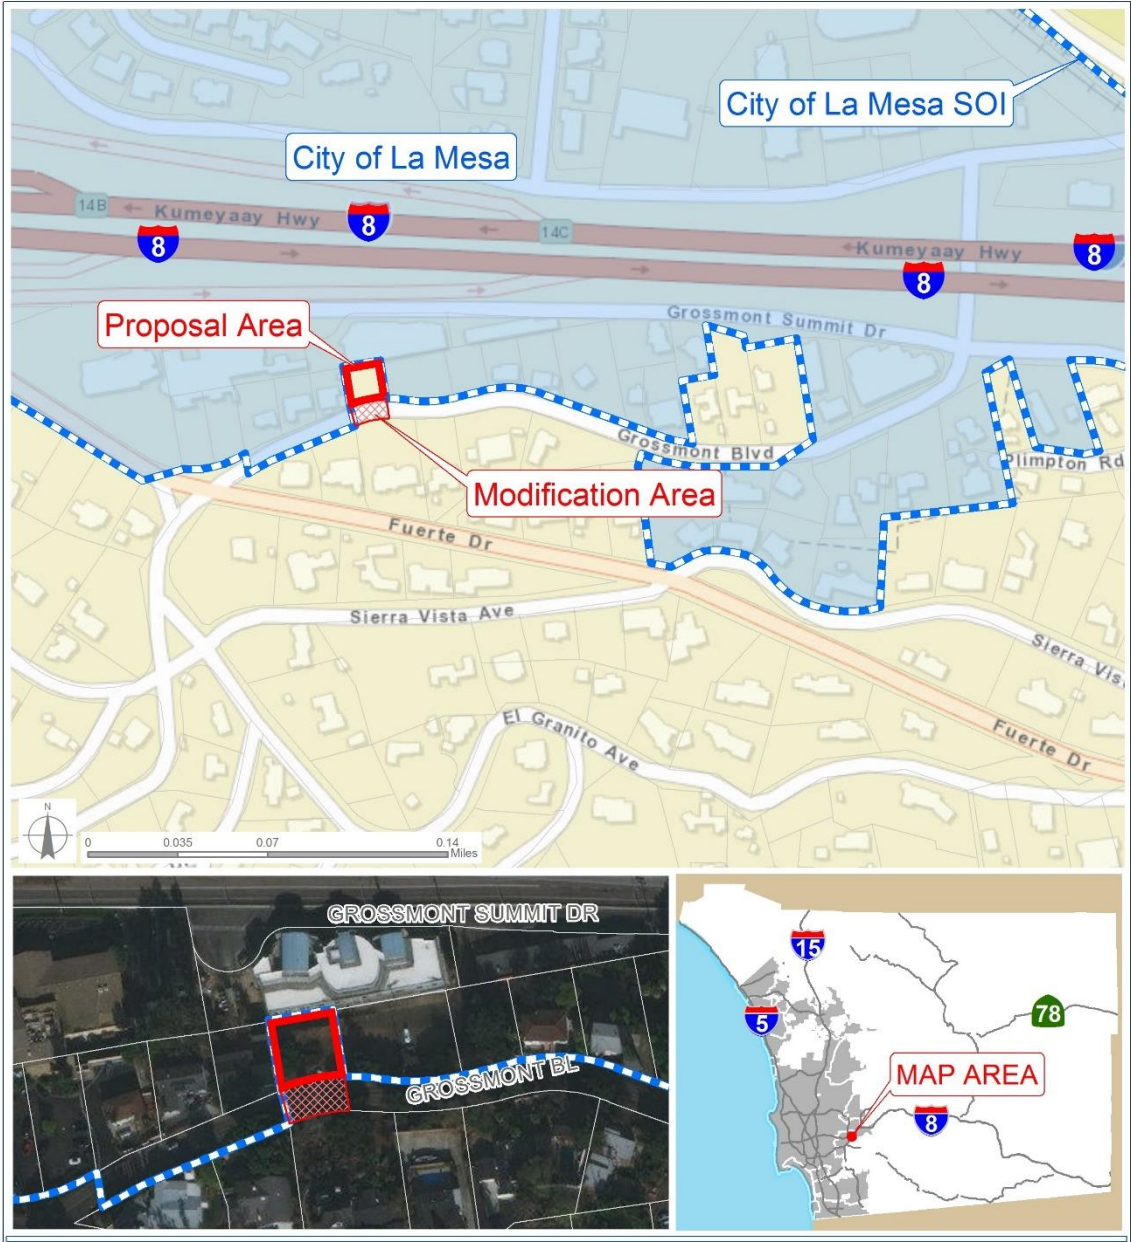 City of La Mesa SOI
City of La Mesa
14B
Kumeyaay Hwy
8
8
14C
Kumeyaay Hwy
8
8
Proposal Area
Grossmont Summit Dr
Grossmont Blvd
Plimpton Rd
Modification Area
Fuerte Dr
Sierra Vista Ave
Sierra Vis
El Granito Ave
Fuerte Dr
N
0 0.035 0.07 0.14
Miles
GROSSMONT SUMMIT DR
GROSSMONT BL
15
5
78
MAP AREA
8